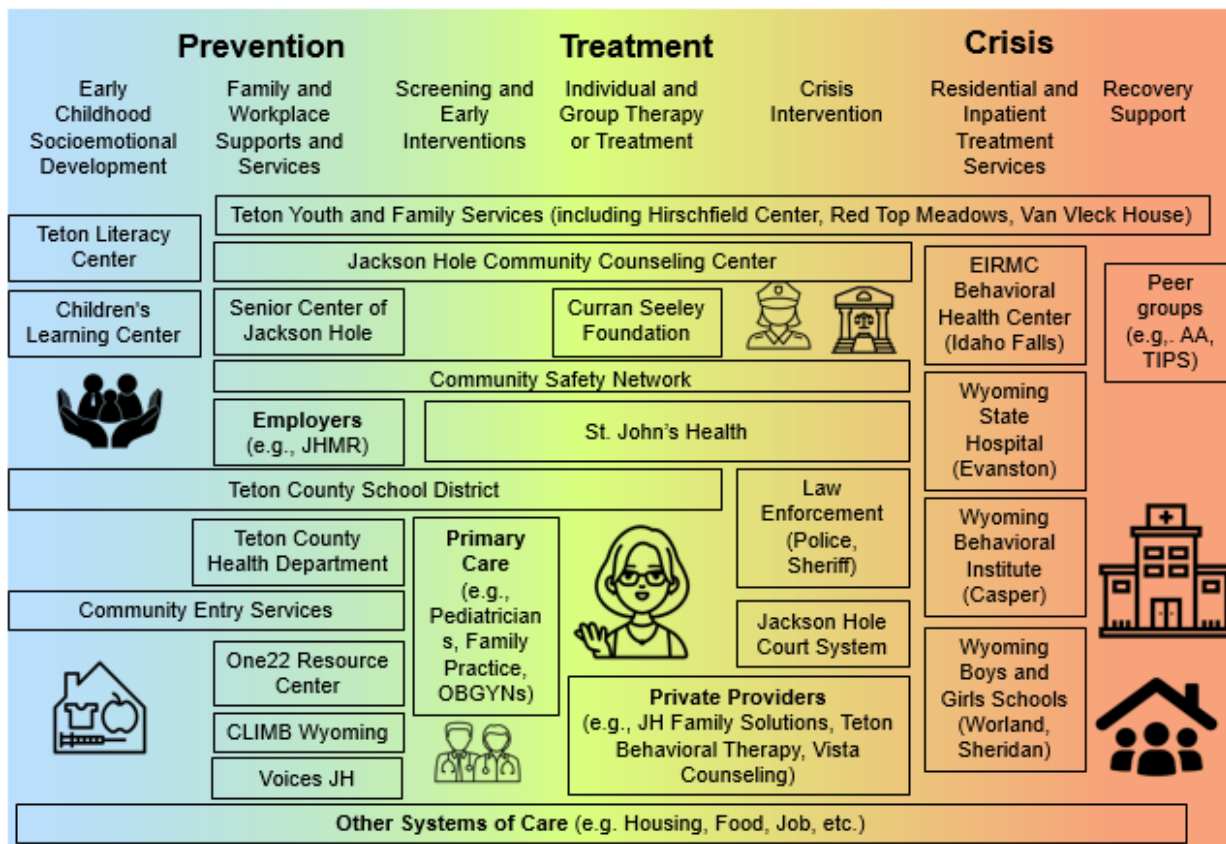 Prevention
Treatment
Crisis
Early
Childhood
Socioemotional
Development
Family and
Workplace
Supports and
Services
Screening and
Early
Interventions
Individual and
Group Therapy
or Treatment
Crisis
Intervention
Residential and
Inpatient
Treatment
Services
Recovery
Support
Teton Youth and Family Services (including Hirschfield Center, Red Top Meadows, Van Vleck House)
Teton Literacy
Center
Jackson Hole Community Counseling Center
EIRMC
Behavioral
Health Center
(Idaho Falls)
Peer
groups
(e.g,. AA,
TIPS)
Children's
Learning Center
Senior Center of
Jackson Hole
Curran Seeley
Foundation
Community Safety Network
Wyoming
State
Hospital
(Evanston)
Employers
(e.g., JHMR)
St. John's Health
Teton County School District
Law
Enforcement
(Police,
Sheriff)
Wyoming
Behavioral
Institute
(Casper)
Teton County
Health Department
Primary
Care
(e.g.,
Pediatrician
s, Family
Practice,
OBGYNs)
Community Entry Services
Jackson Hole
Court System
Wyoming
Boys and
Girls Schools
(Worland,
Sheridan)
One22 Resource
Center
Private Providers
(e.g., JH Family Solutions, Teton
Behavioral Therapy, Vista
Counseling)
CLIMB Wyoming
Voices JH
Other Systems of Care (e.g. Housing, Food, Job, etc.)